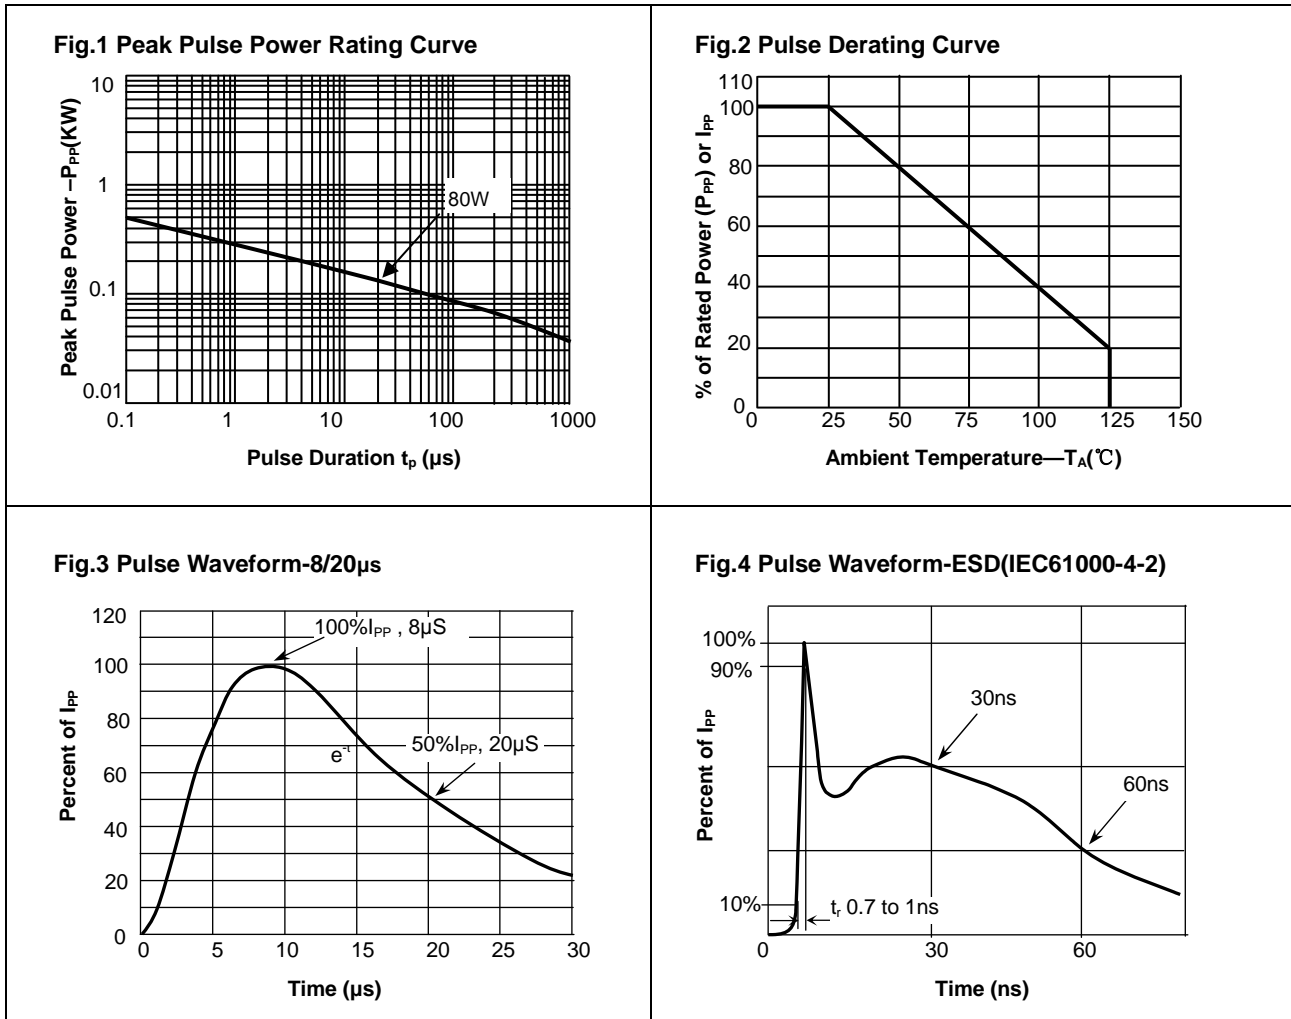 Fig.1 Peak Pulse Power Rating Curve
Peak Pulse Power –PPP(KW)
10
1
0.1
0.01
80W
0.1 1 10 100 1000
Pulse Duration tp (µs)
Fig.2 Pulse Derating Curve
% of Rated Power (PPP) or IPP
110
100
80
60
40
20
0
0 25 50 75 100 125 150
Ambient Temperature—TA(℃)
Fig.3 Pulse Waveform-8/20µs
Percent of IPP
120
100
80
60
40
20
0
100%IPP , 8µS
e-t
50%IPP, 20µS
0 5 10 15 20 25 30
Time (µs)
Fig.4 Pulse Waveform-ESD(IEC61000-4-2)
Percent of IPP
100%
90%
10%
30ns
60ns
tr 0.7 to 1ns
0 30 60
Time (ns)